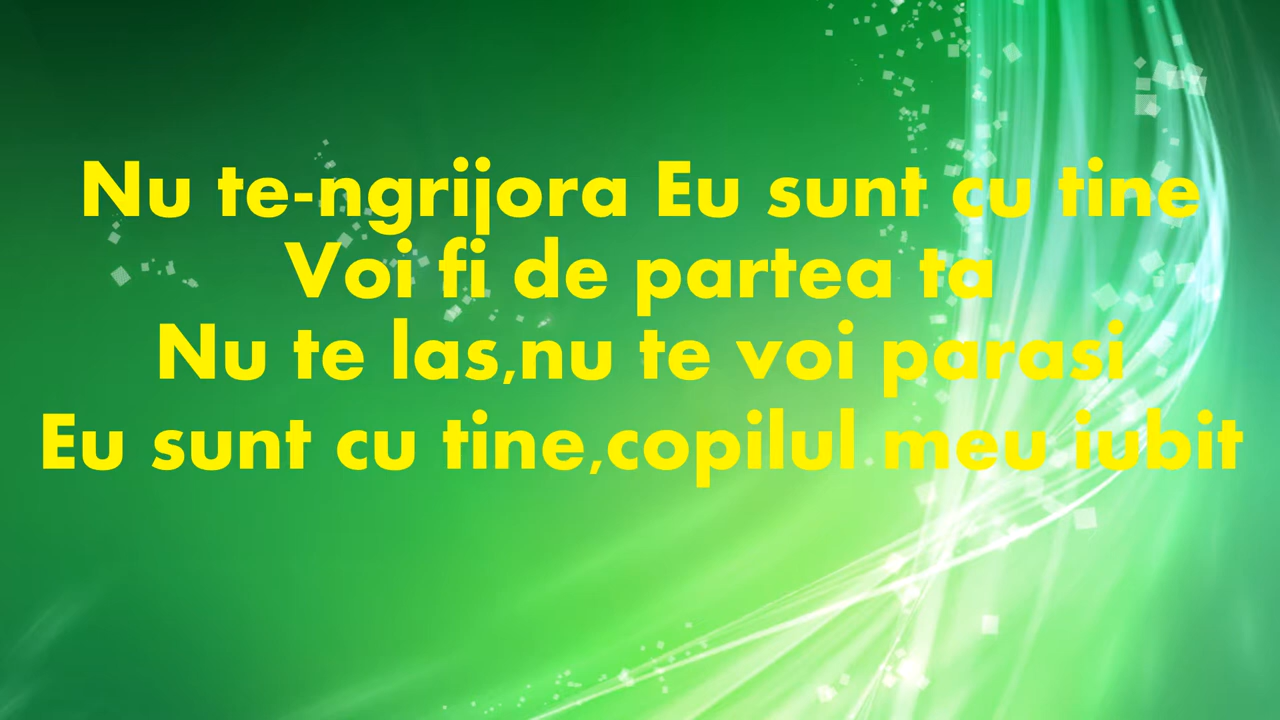 Nu te-ngrijora Eu sunt cu tine
Voi fi de partea ta
Nu te las,nu te voi parasi
Eu sunt cu tine,copilul meu iubit